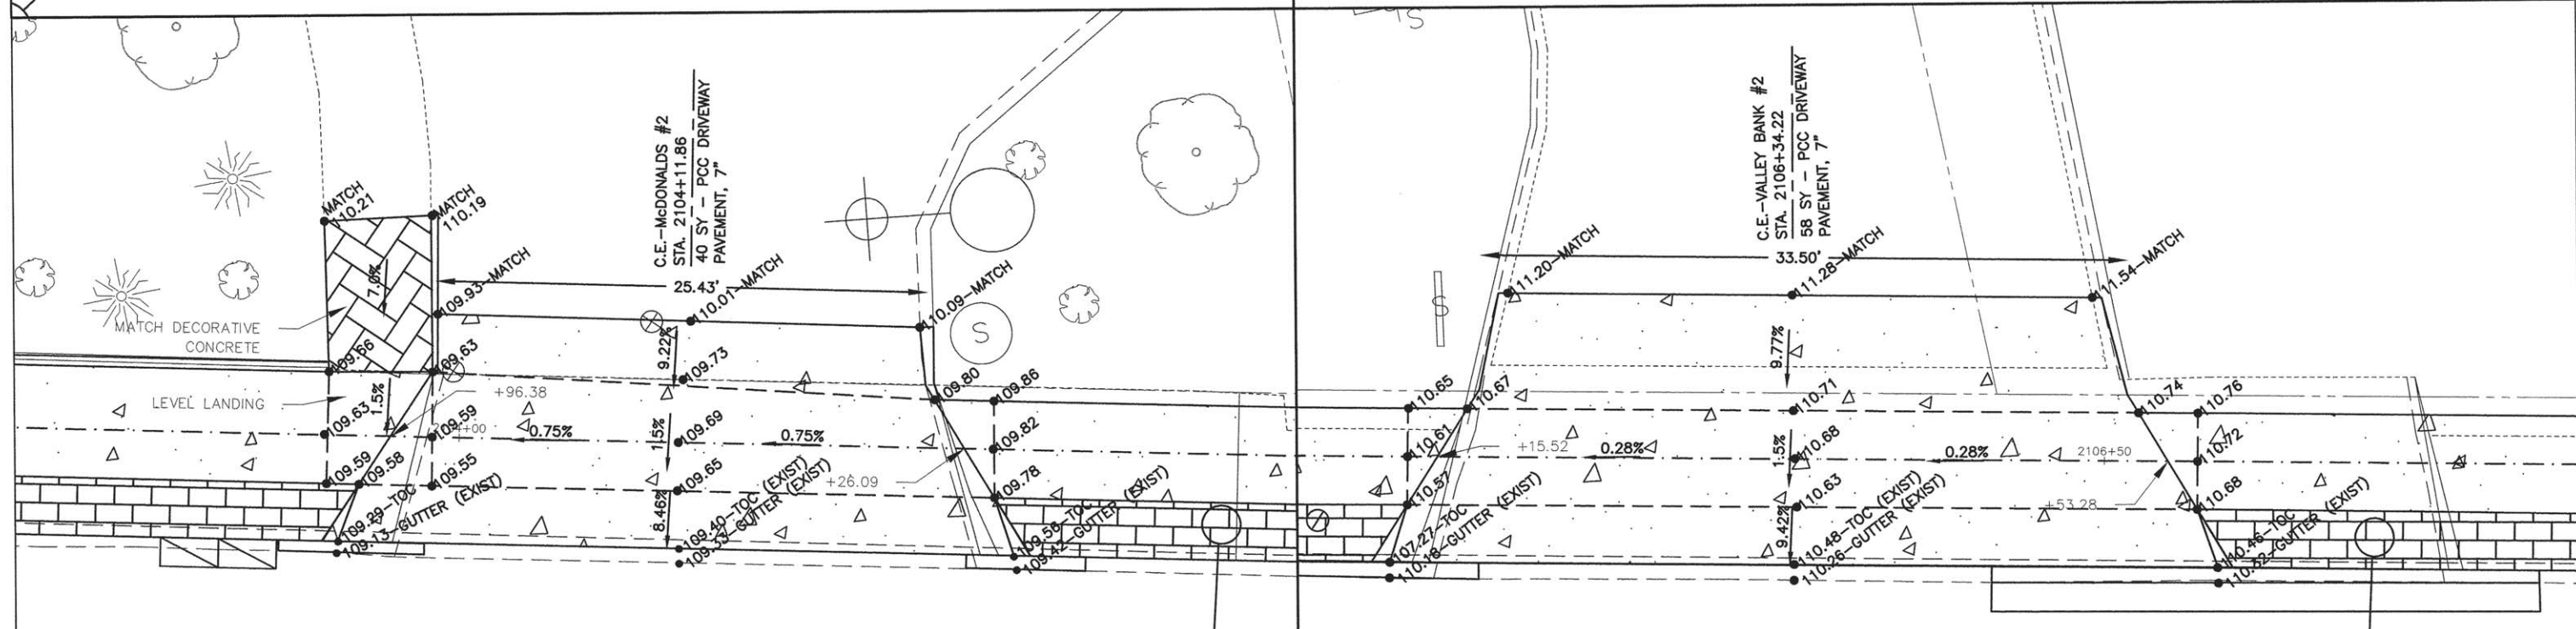 C.E.-McDONALDS #2
STA. 2104+11.86
40 SY - PCC DRIVEWAY
PAVEMENT, 7"
MATCH
110.21
MATCH
110.19
7.0%
109.93-MATCH
25.43'
110.01-MATCH
110.09-MATCH
MATCH DECORATIVE
CONCRETE
109.66
109.63
9.22%
109.73
109.80
109.86
LEVEL LANDING
1.5%
+96.38
109.63
109.59
0.75%
1.5%
109.69
0.75%
109.82
109.59
109.58
109.55
109.65
+26.09
109.78
8.46%
109.29-TOC
109.13-GUTTER (EXIST)
109.40-TOC (EXIST)
109.33-GUTTER (EXIST)
109.56-TOC
109.42-GUTTER (EXIST)
S
S
S
C.E.-VALLEY BANK #2
STA. 2106+34.22
58 SY - PCC DRIVEWAY
PAVEMENT, 7"
33.50'
111.20-MATCH
111.28-MATCH
111.54-MATCH
9.77%
110.65
110.67
110.71
110.74
110.76
110.61
+15.52
0.28%
1.5%
110.68
0.28%
2106+50
110.72
110.57
110.63
+53.28
110.68
9.42%
107.27-TOC
110.18-GUTTER (EXIST)
110.48-TOC (EXIST)
110.26-GUTTER (EXIST)
110.46-TOC
GUTTER (EXIST)